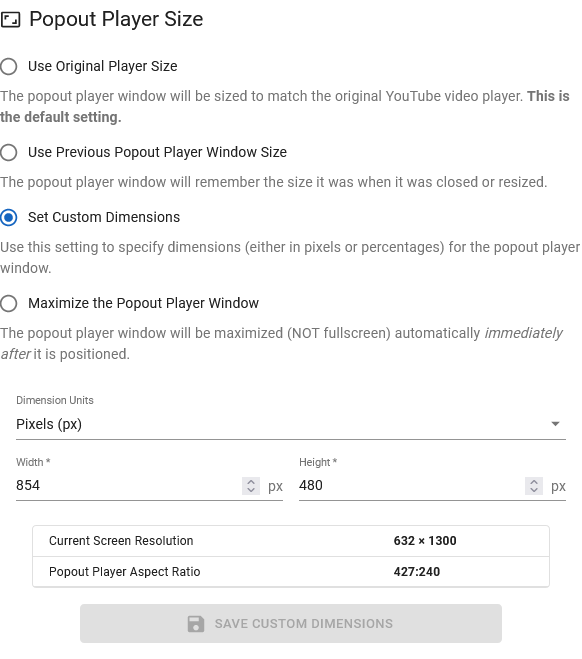 Popout Player Size
Use Original Player Size
The popout player window will be sized to match the original YouTube video player. This is
the default setting.
Use Previous Popout Player Window Size
The popout player window will remember the size it was when it was closed or resized.
Set Custom Dimensions
Use this setting to specify dimensions (either in pixels or percentages) for the popout player
window.
Maximize the Popout Player Window
The popout player window will be maximized (NOT fullscreen) automatically immediately
after it is positioned.
Dimension Units
Pixels (px)
Width * Height *
854 px 480 px
Current Screen Resolution 632 × 1300
Popout Player Aspect Ratio 427:240
SAVE CUSTOM DIMENSIONS